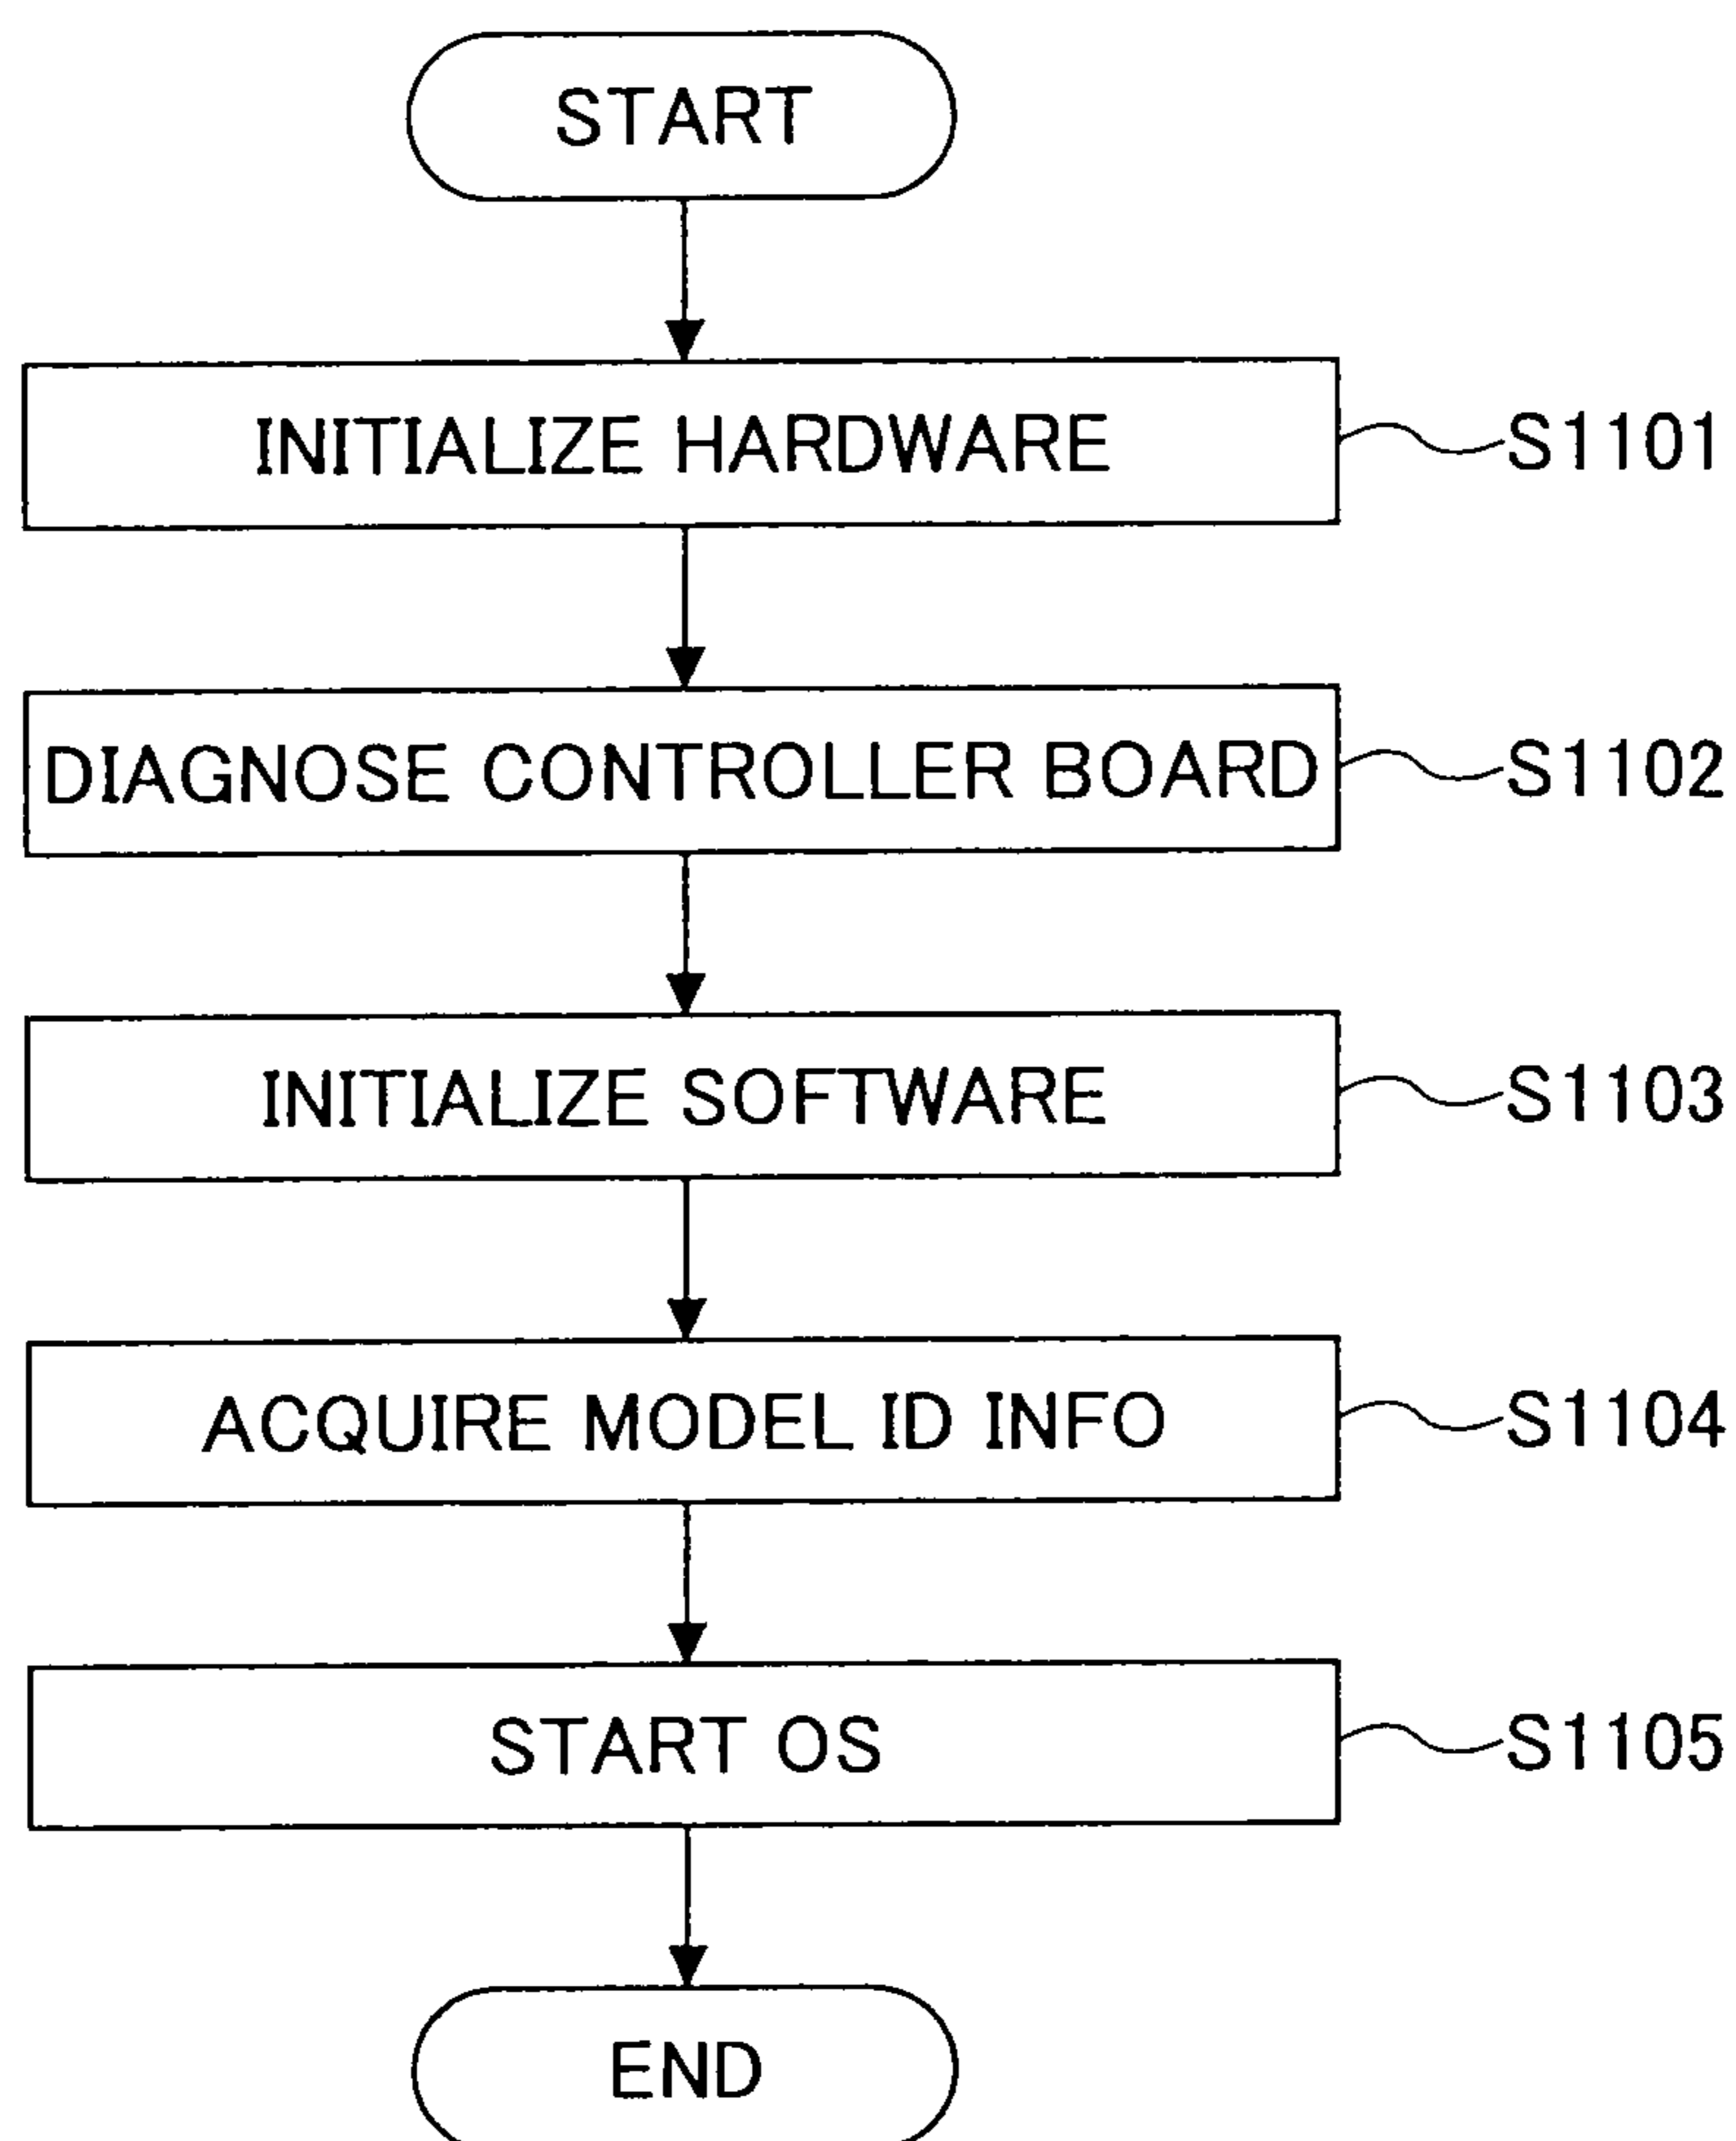 START
INITIALIZE HARDWARE
S1101
DIAGNOSE CONTROLLER BOARD
S1102
INITIALIZE SOFTWARE
S1103
ACQUIRE MODEL ID INFO
S1104
START OS
S1105
END